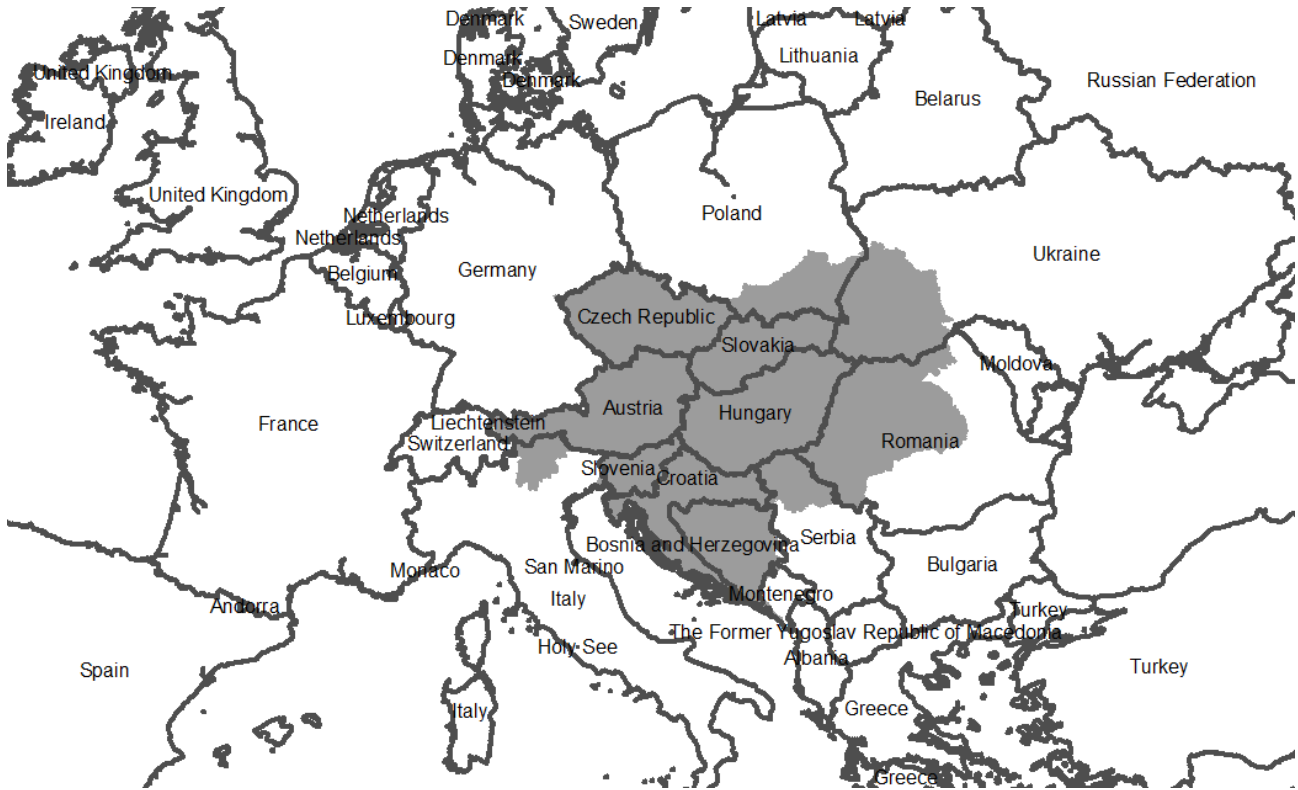 Denmark
Sweden
Latvia
Latvia
Lithuania
Denmark
United Kingdom
Denmark
Russian Federation
Belarus
Ireland
United Kingdom
Netherlands
Poland
Netherlands
Ukraine
Germany
Belgium
Luxembourg
Czech Republic
Slovakia
Moldova
Austria
Hungary
France
Liechtenstein
Switzerland
Romania
Slovenia
Croatia
Serbia
Bosnia and Herzegovina
Bulgaria
San Marino
Monaco
Montenegro
Italy
Andorra
Turkey
The Former Yugoslav Republic of Macedonia
Holy See
Albania
Spain
Turkey
Italy
Greece
Greece